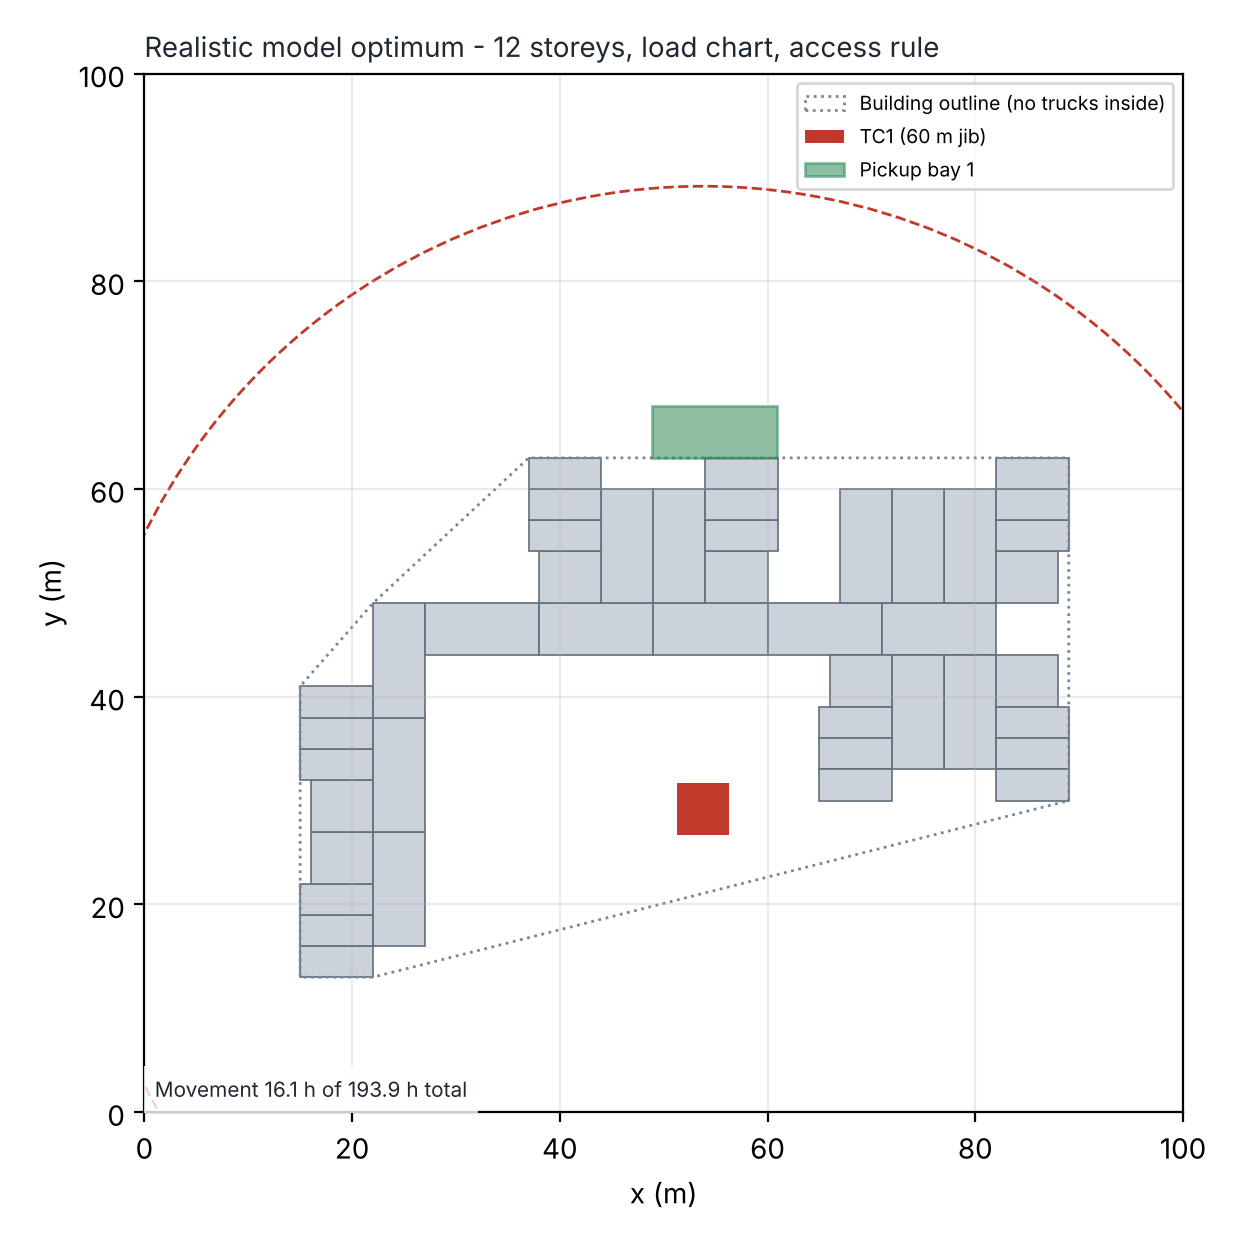 Realistic model optimum - 12 storeys, load chart, access rule
Building outline (no trucks inside)
TC1 (60 m jib)
Pickup bay 1
100
80
60
40
20
0
y (m)
Movement 16.1 h of 193.9 h total
0 20 40 60 80 100
x (m)